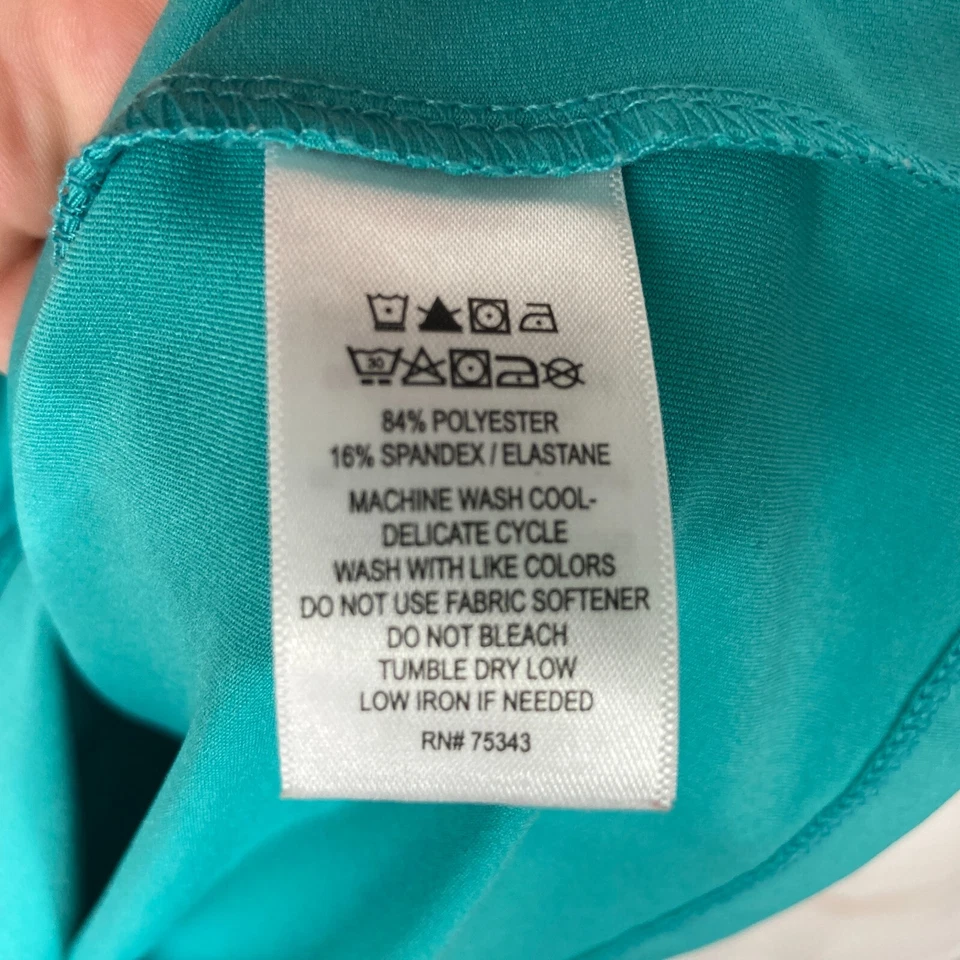 30
84% POLYESTER
16% SPANDEX / ELASTANE
MACHINE WASH COOL-
DELICATE CYCLE
WASH WITH LIKE COLORS
DO NOT USE FABRIC SOFTENER
DO NOT BLEACH
TUMBLE DRY LOW
LOW IRON IF NEEDED
RN# 75343